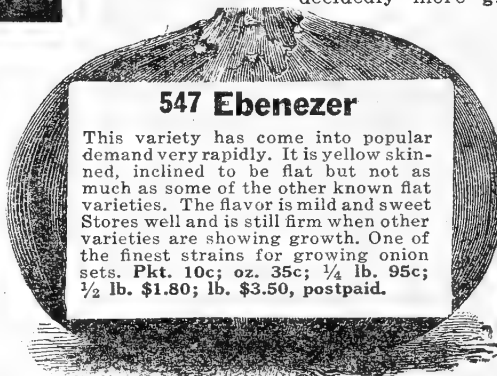 decidedly more g
547 Ebenezer
This variety has come into popular
demand very rapidly. It is yellow skin-
ned, inclined to be flat but not as
much as some of the other known flat
varieties. The flavor is mild and sweet
Stores well and is still firm when other
varieties are showing growth. One of
the finest strains for growing onion
sets. Pkt. 10c; oz. 35c; ¼ lb. 95c;
½ lb. $1.80; lb. $3.50, postpaid.